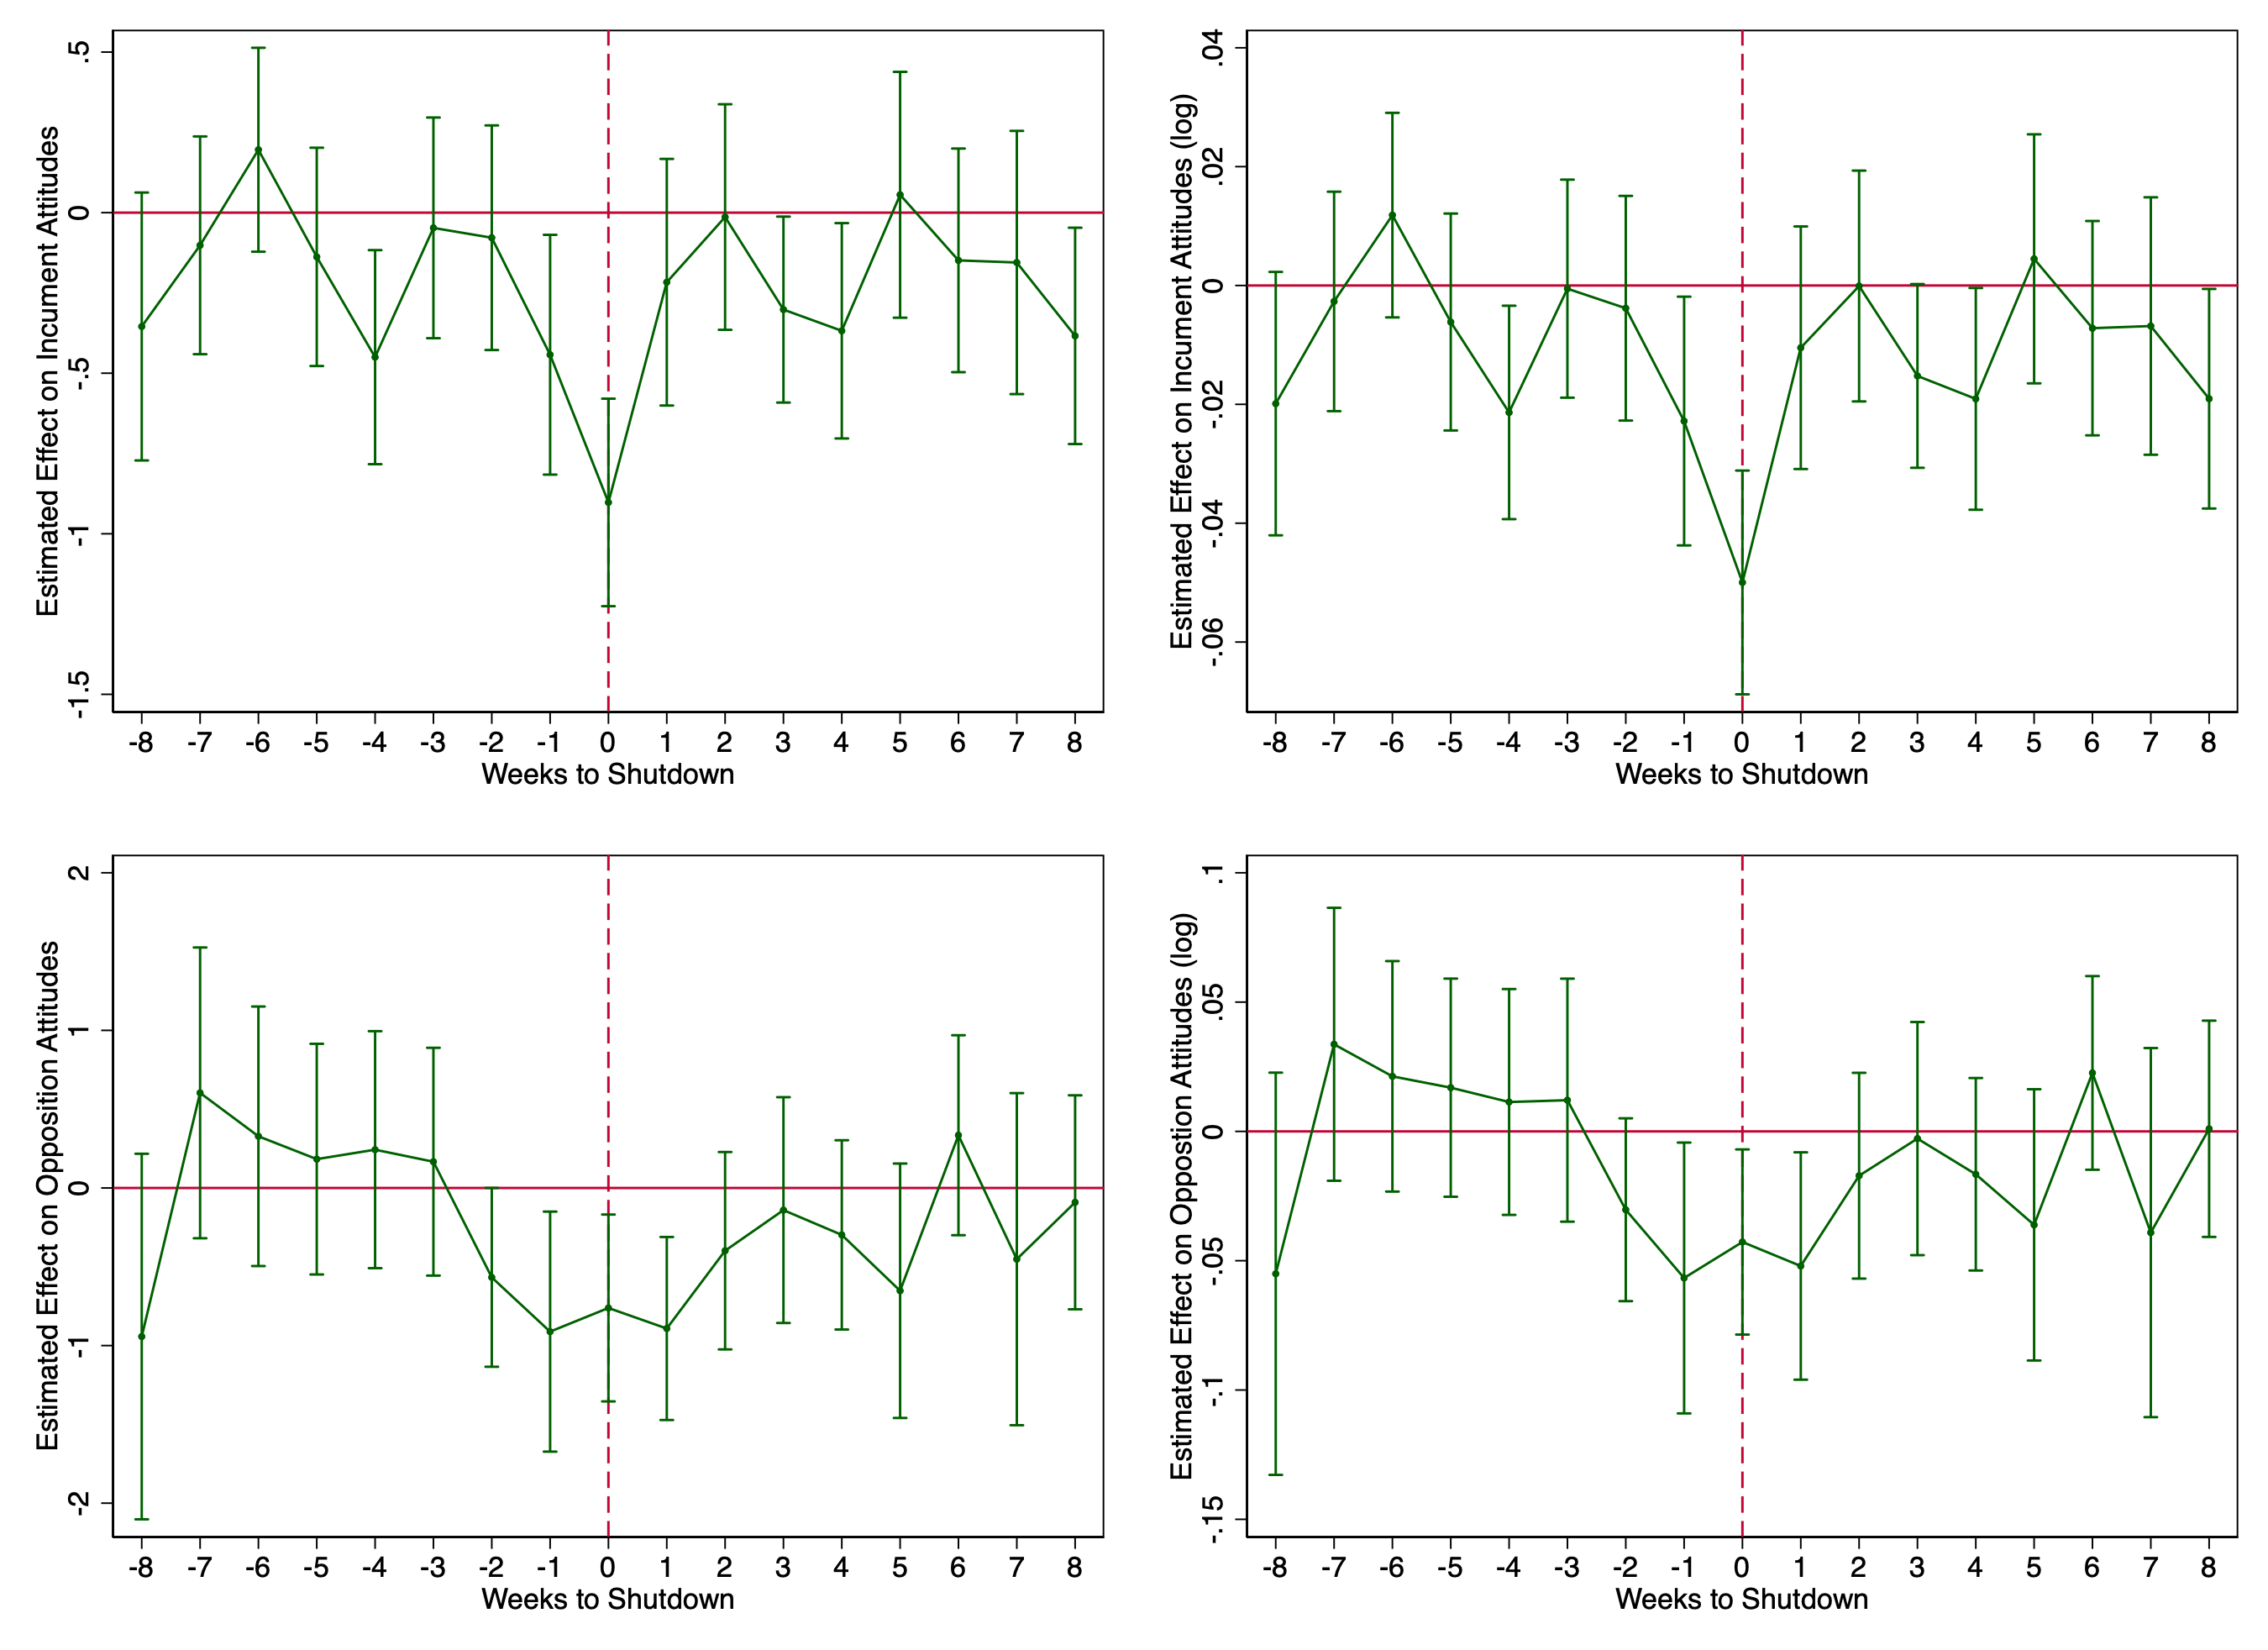 Estimated Effect on Incument Attitudes
.5
0
-.5
-1
-1.5
-8 -7 -6 -5 -4 -3 -2 -1 0 1 2 3 4 5 6 7 8
Weeks to Shutdown
Estimated Effect on Incument Attitudes (log)
.04
.02
0
-.02
-.04
-.06
-8 -7 -6 -5 -4 -3 -2 -1 0 1 2 3 4 5 6 7 8
Weeks to Shutdown
Estimated Effect on Opposition Attitudes
2
1
0
-1
-2
-8 -7 -6 -5 -4 -3 -2 -1 0 1 2 3 4 5 6 7 8
Weeks to Shutdown
Estimated Effect on Oppostion Attitudes (log)
.1
.05
0
-.05
-.1
-.15
-8 -7 -6 -5 -4 -3 -2 -1 0 1 2 3 4 5 6 7 8
Weeks to Shutdown